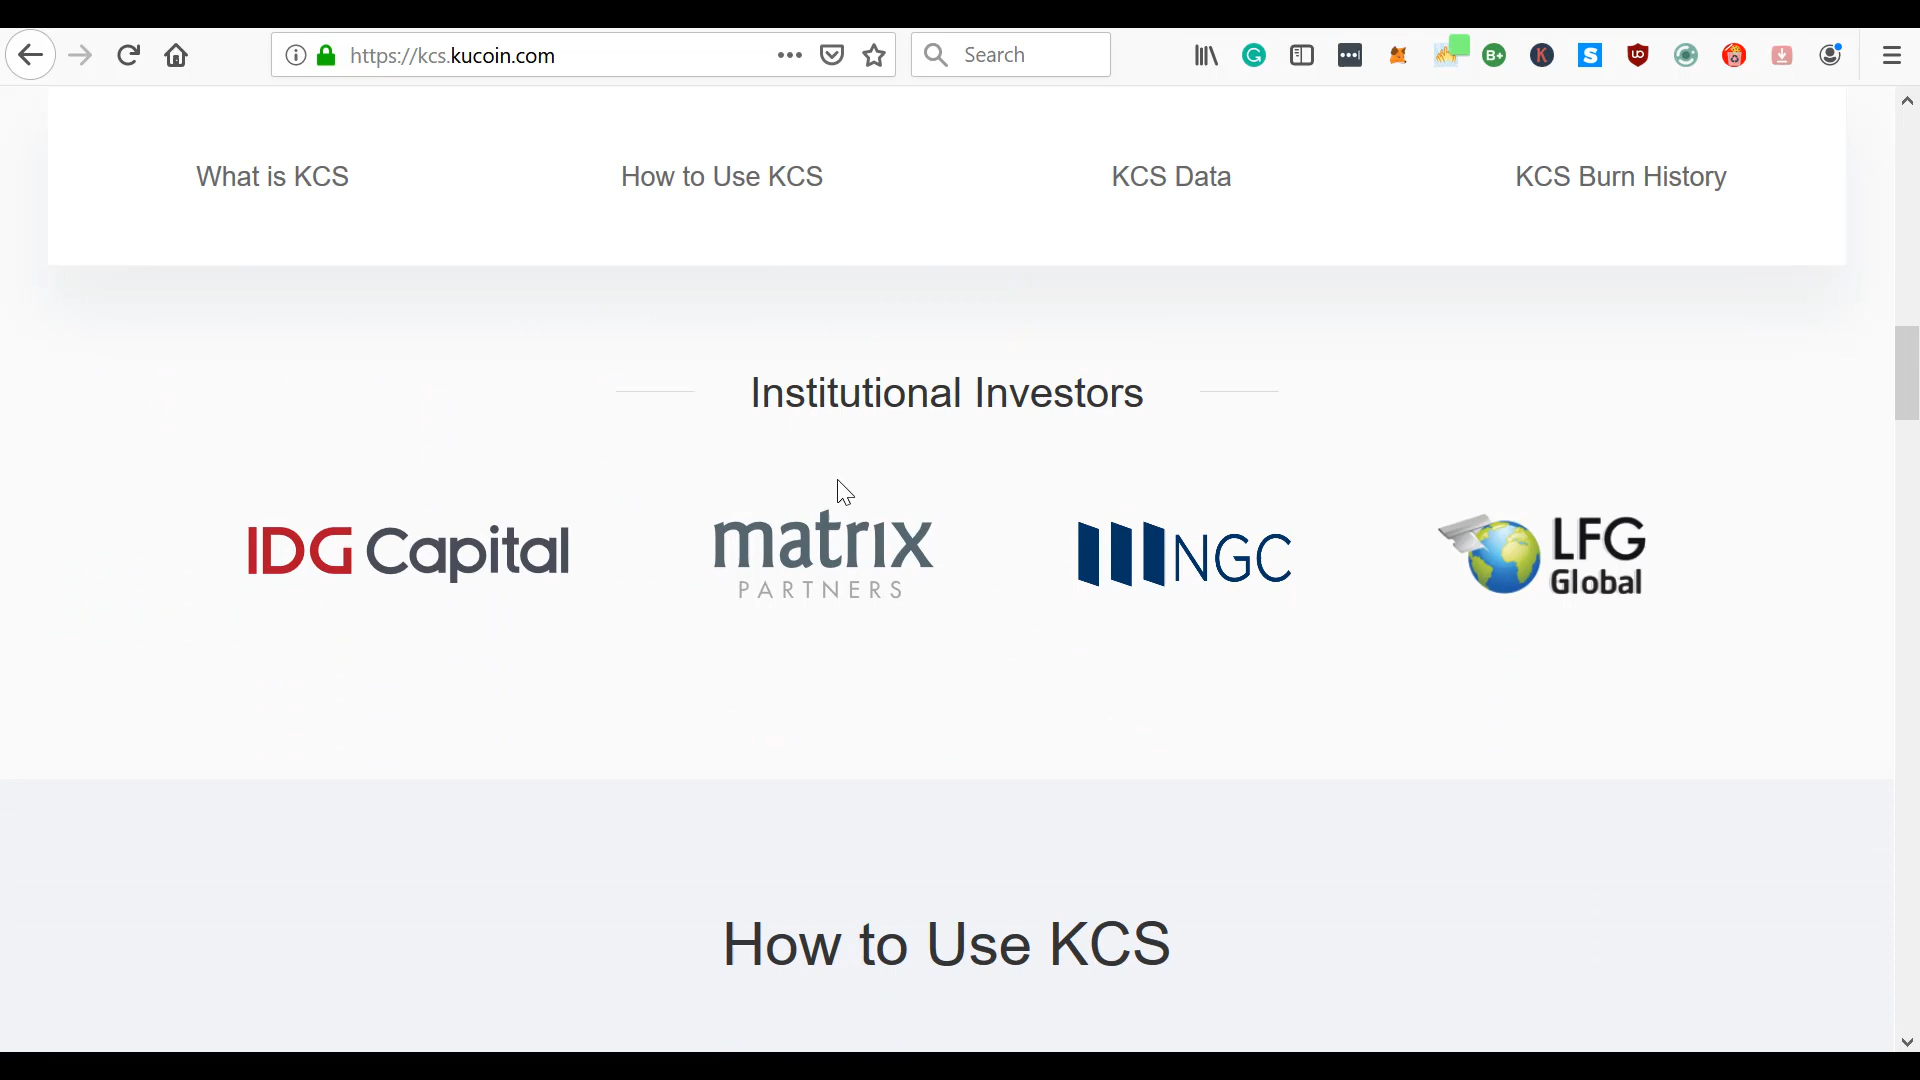 https://kcs.kucoin.com
Search
What is KCS
How to Use KCS
KCS Data
KCS Burn History
Institutional Investors
IDG Capital
matrix
PARTNERS
NGC
LFG
Global
How to Use KCS